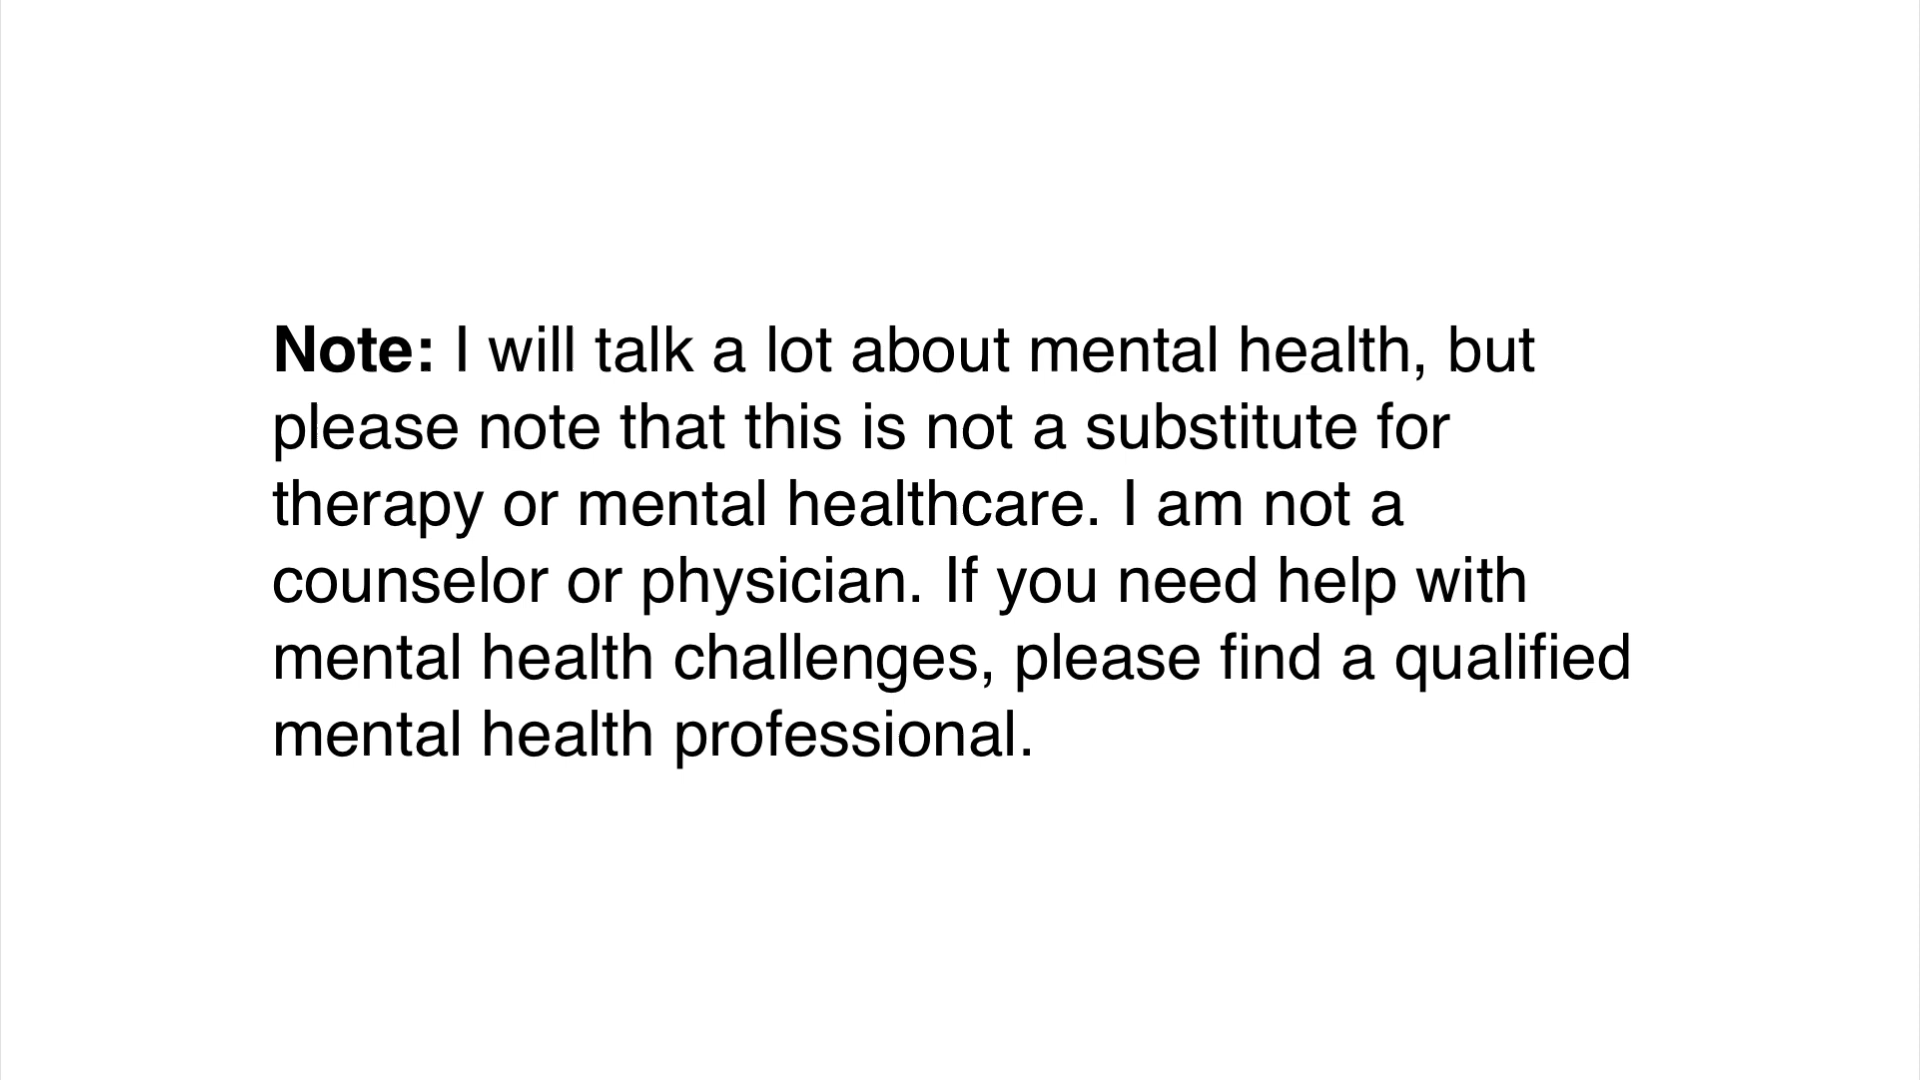 Note: I will talk a lot about mental health, but
please note that this is not a substitute for
therapy or mental healthcare. I am not a
counselor or physician. If you need help with
mental health challenges, please find a qualified
mental health professional.